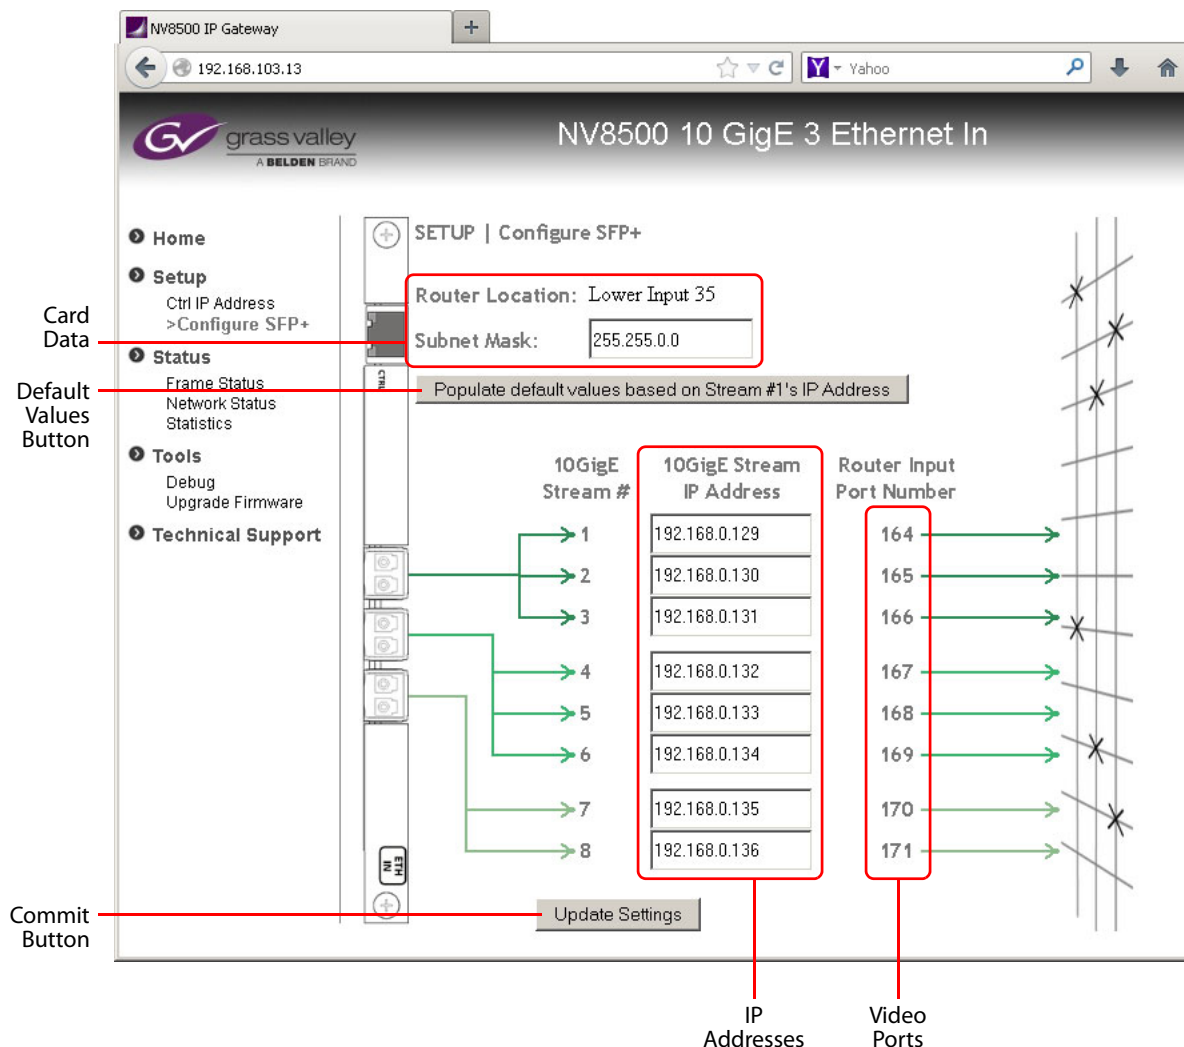 NV8500 IP Gateway
+
192.168.103.13
Yahoo
grass valley
A BELDEN BRAND
NV8500 10 GigE 3 Ethernet In
Home
Setup
Ctrl IP Address
>Configure SFP+
Status
Frame Status
Network Status
Statistics
Tools
Debug
Upgrade Firmware
Technical Support
Card
Data
Default
Values
Button
Commit
Button
SETUP | Configure SFP+
Router Location: Lower Input 35
Subnet Mask: 255.255.0.0
CTRL
Populate default values based on Stream #1's IP Address
10GigE
Stream #
10GigE Stream
IP Address
Router Input
Port Number
1 192.168.0.129 164
2 192.168.0.130 165
3 192.168.0.131 166
4 192.168.0.132 167
5 192.168.0.133 168
6 192.168.0.134 169
7 192.168.0.135 170
8 192.168.0.136 171
ETH
IN
Update Settings
IP
Addresses
Video
Ports